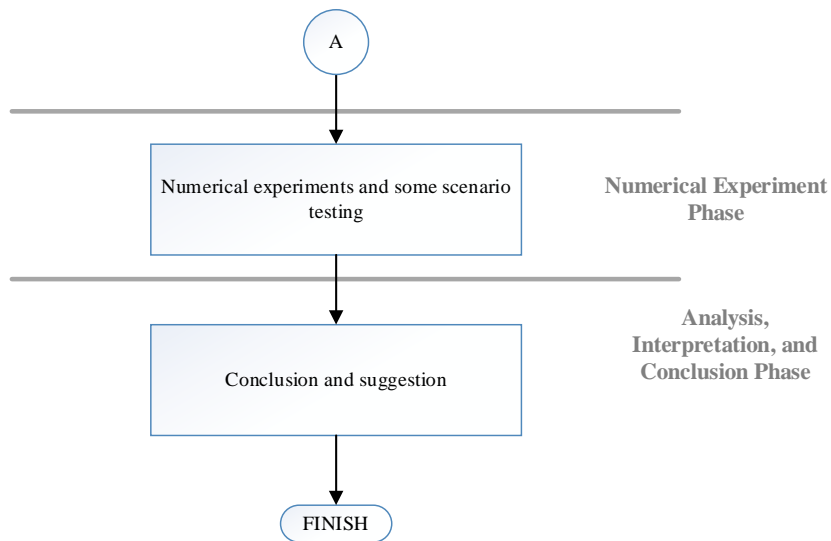 A
Numerical experiments and some scenario
testing
Numerical Experiment
Phase
Analysis,
Interpretation, and
Conclusion Phase
Conclusion and suggestion
FINISH